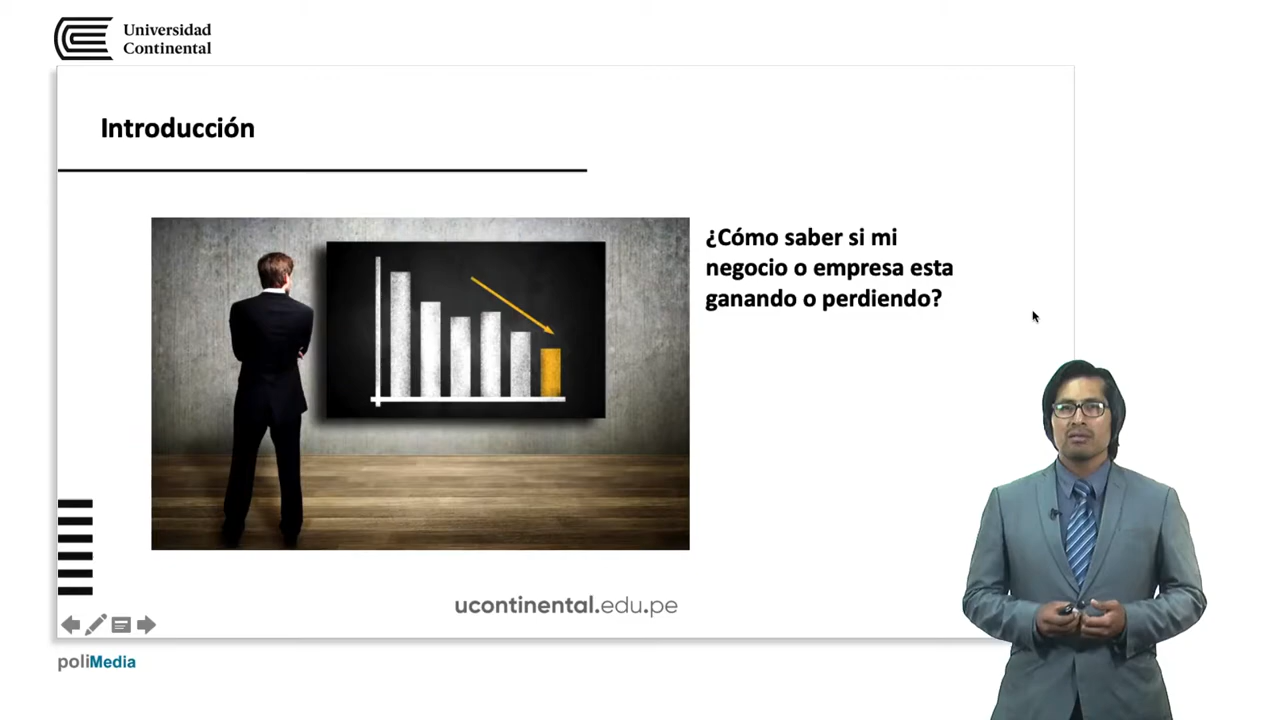 Universidad
Continental
Introducción
¿Cómo saber si mi
negocio o empresa esta
ganando o perdiendo?
ucontinental.edu.pe
poliMedia